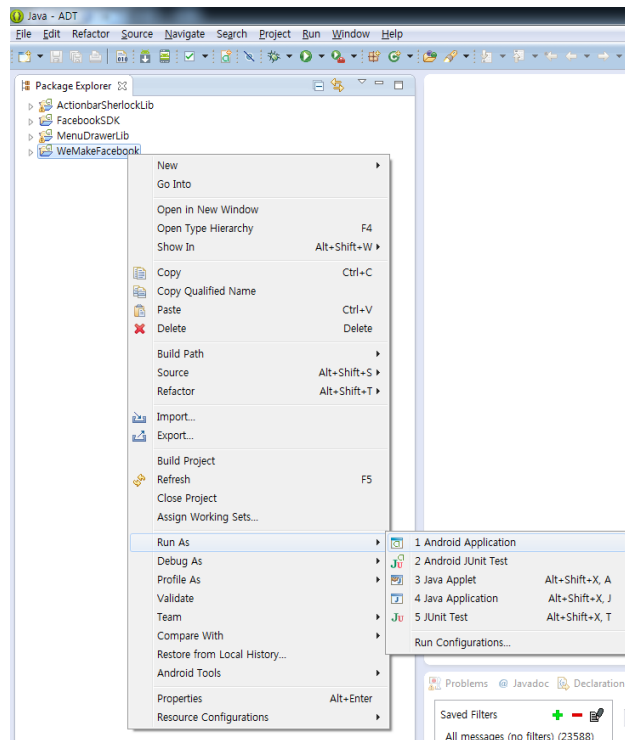 Java - ADT
File Edit Refactor Source Navigate Search Project Run Window Help
Package Explorer
ActionbarSherlockLib
FacebookSDK
MenuDrawerLib
WeMakeFacebook
New
Go Into
Open in New Window
Open Type Hierarchy F4
Show In Alt+Shift+W
Copy Ctrl+C
Copy Qualified Name
Paste Ctrl+V
Delete Delete
Build Path
Source Alt+Shift+S
Refactor Alt+Shift+T
Import...
Export...
Build Project
Refresh F5
Close Project
Assign Working Sets...
Run As
Debug As
Profile As
Validate
Team
Compare With
Restore from Local History...
Android Tools
Properties Alt+Enter
Resource Configurations
1 Android Application
2 Android JUnit Test
3 Java Applet Alt+Shift+X, A
4 Java Application Alt+Shift+X, J
5 JUnit Test Alt+Shift+X, T
Run Configurations...
Problems @ Javadoc Declaration
Saved Filters
All messages (no filters) (23588)